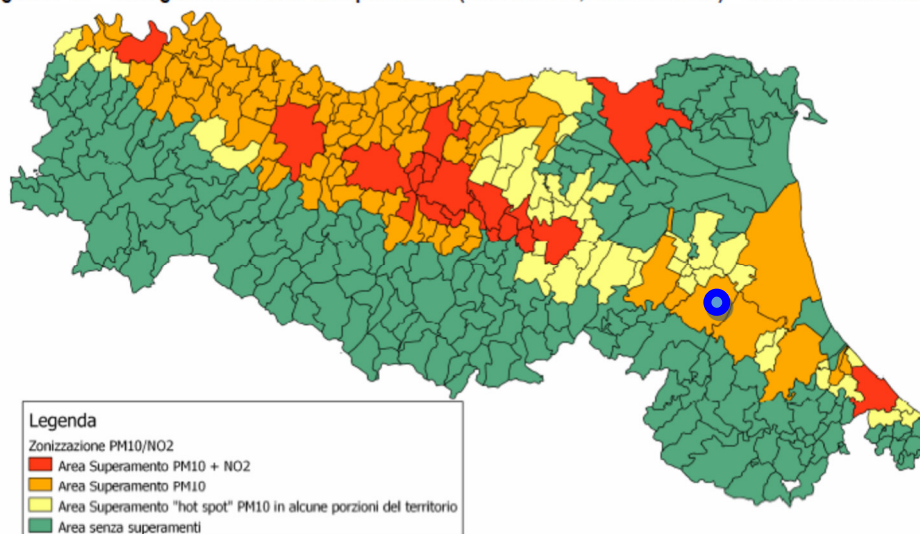 Legenda
Zonizzazione PM10/NO2
Area Superamento PM10 + NO2
Area Superamento PM10
Area Superamento "hot spot" PM10 in alcune porzioni del territorio
Area senza superamenti